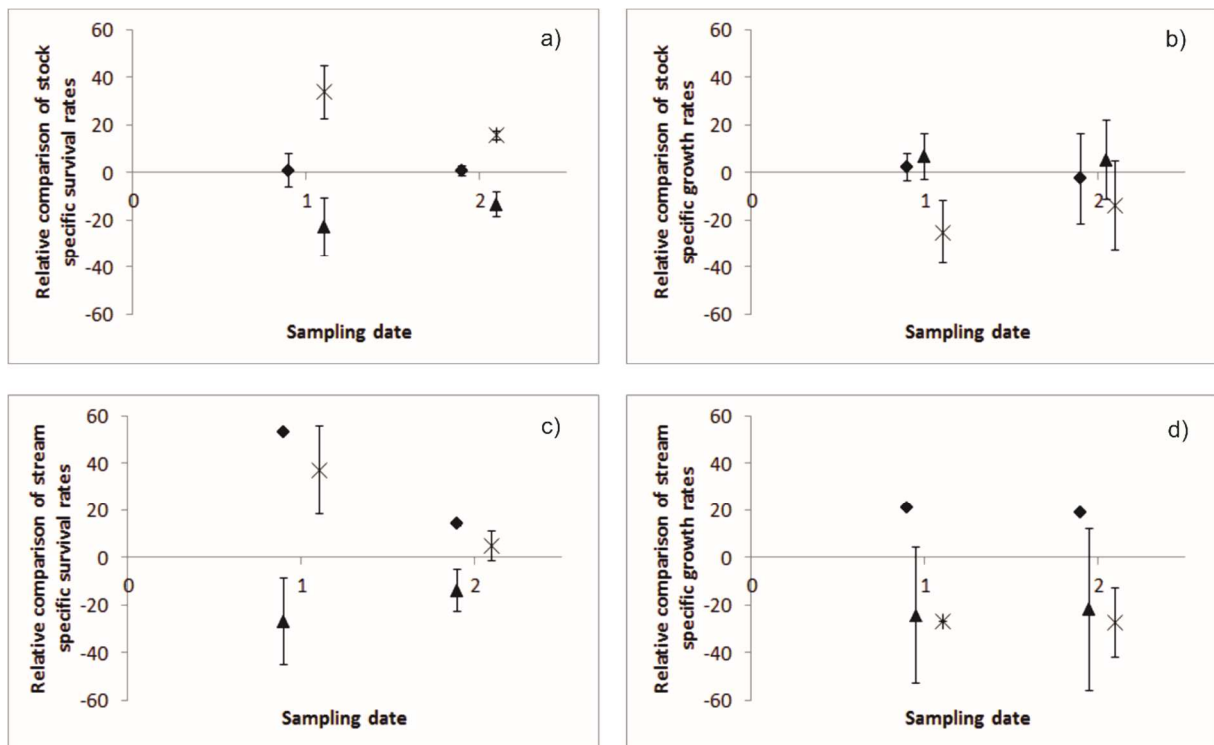 a)
Relative comparison of stock
specific survival rates
60
40
20
0
-20
-40
-60
0
1
2
Sampling date
b)
Relative comparison of stock
specific growth rates
60
40
20
0
-20
-40
-60
0
1
2
Sampling date
c)
Relative comparison of stream
specific survival rates
60
40
20
0
-20
-40
-60
0
1
2
Sampling date
d)
Relative comparison of stream
specific growth rates
60
40
20
0
-20
-40
-60
0
1
2
Sampling date